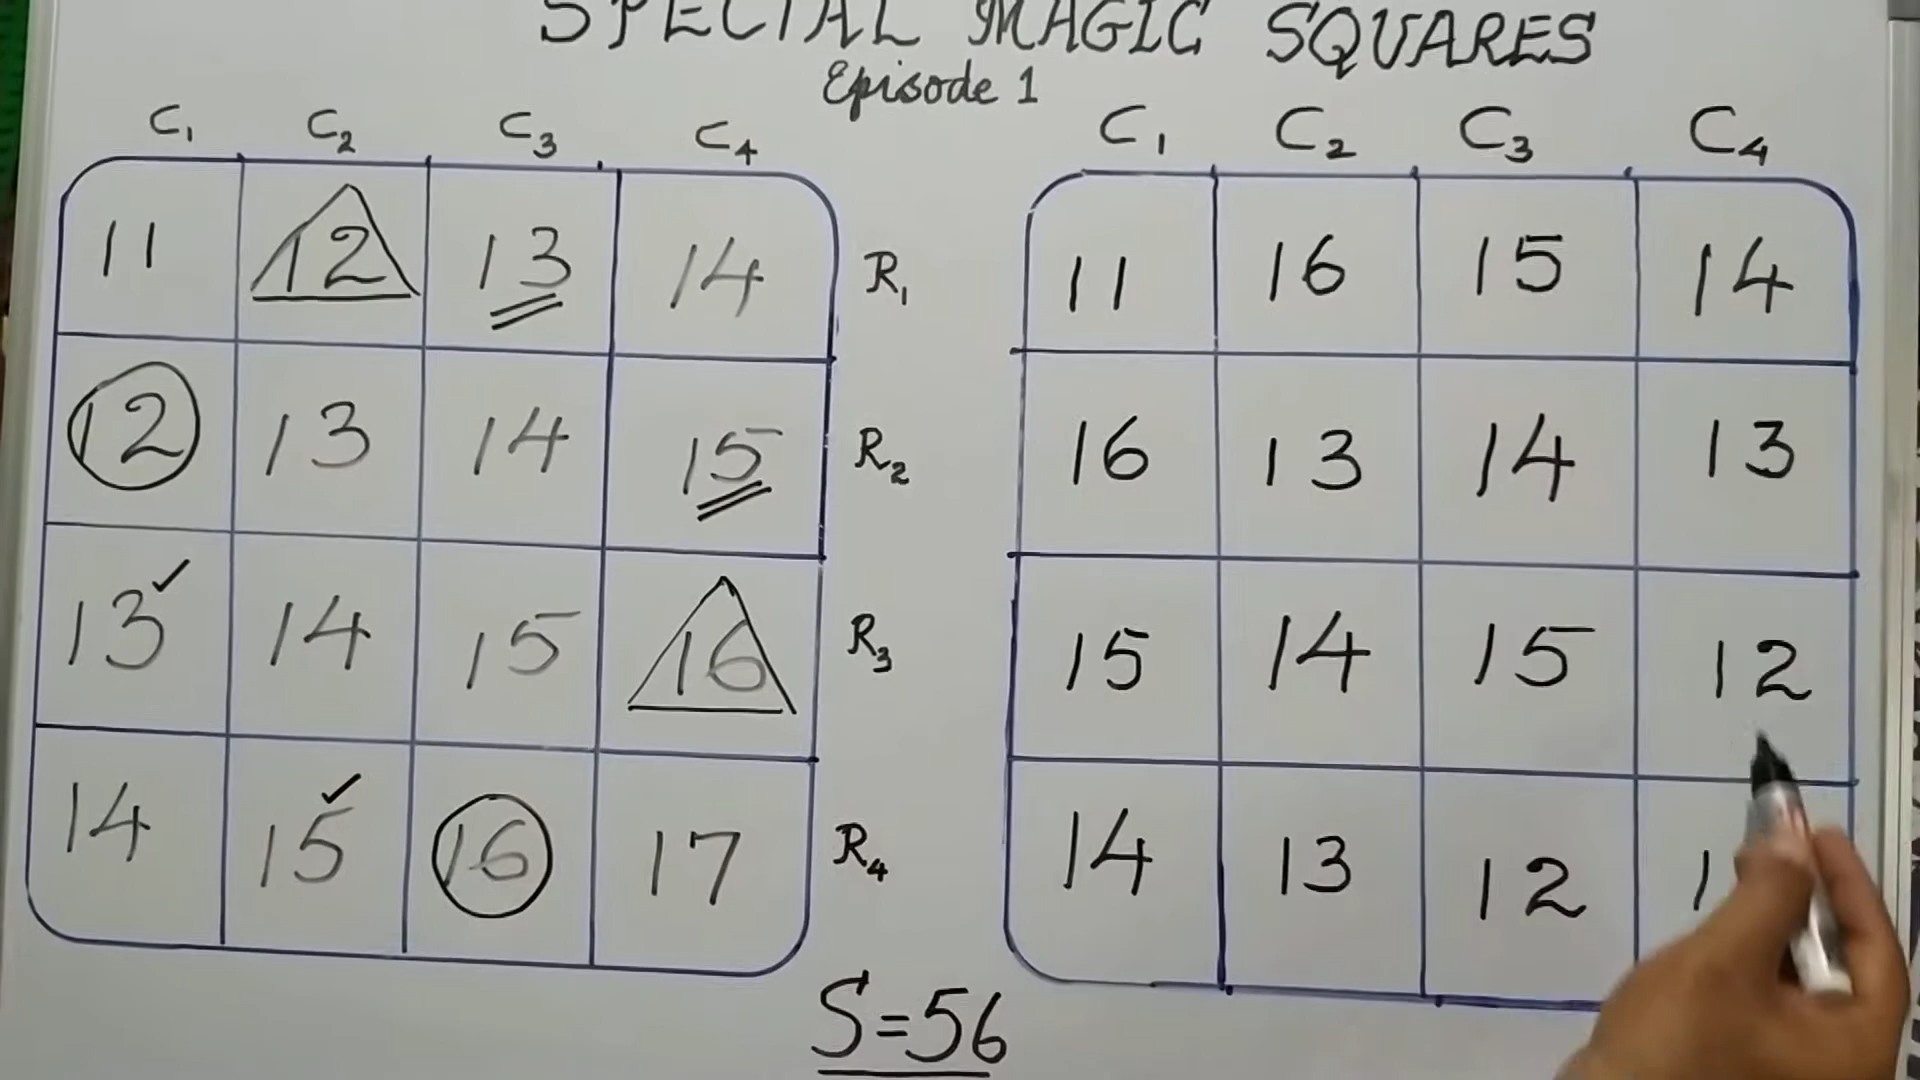 SPECIAL MAGIC SQUARES
Episode 1
C₁ C₂ C₃ C₄
11 12 13 14 R₁
12 13 14 15 R₂
13 14 15 16 R₃
14 15 16 17 R₄
C₁ C₂ C₃ C₄
11 16 15 14
16 13 14 13
15 14 15 12
14 13 12
S=56